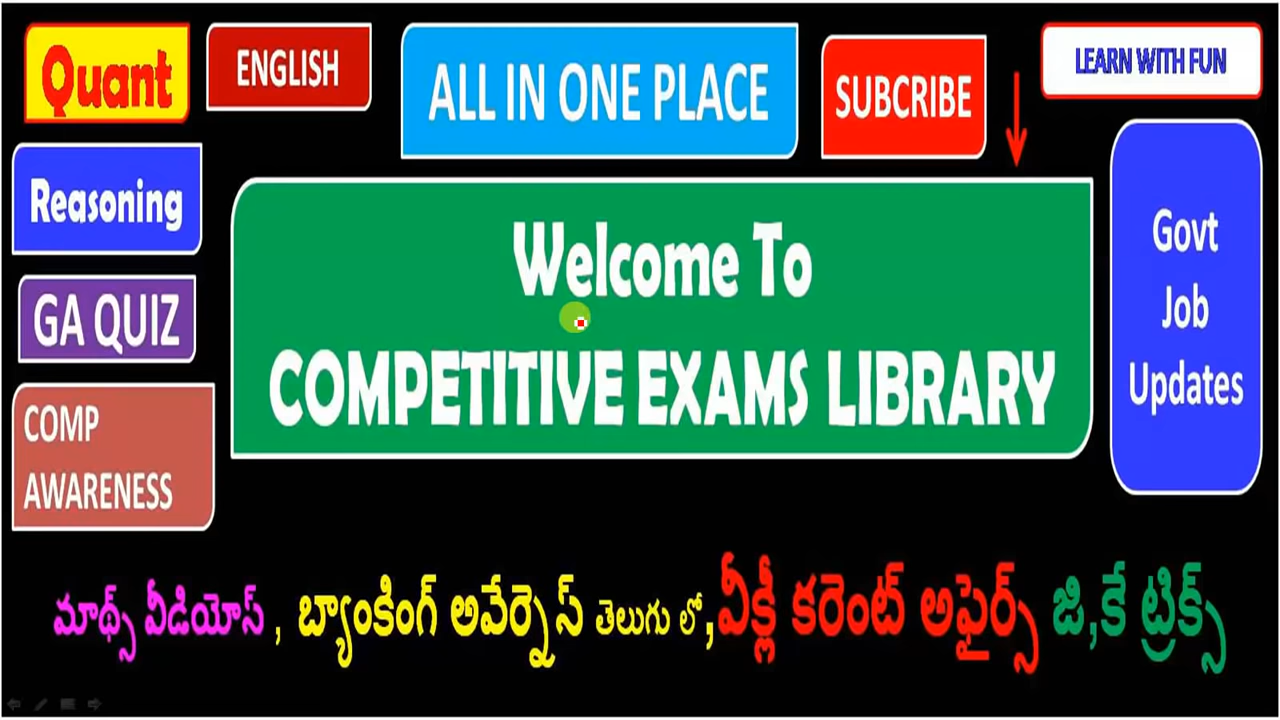 Quant
ENGLISH
ALL IN ONE PLACE
SUBCRIBE
LEARN WITH FUN
Reasoning
GA QUIZ
COMP
AWARENESS
Welcome To
COMPETITIVE EXAMS LIBRARY
Govt
Job
Updates
మాథ్స్ వీడియోస్ , బ్యాంకింగ్ అవేర్నెస్ తెలుగు లో,వీక్లీ కరెంట్ అఫైర్స్ జి,కే ట్రిక్స్